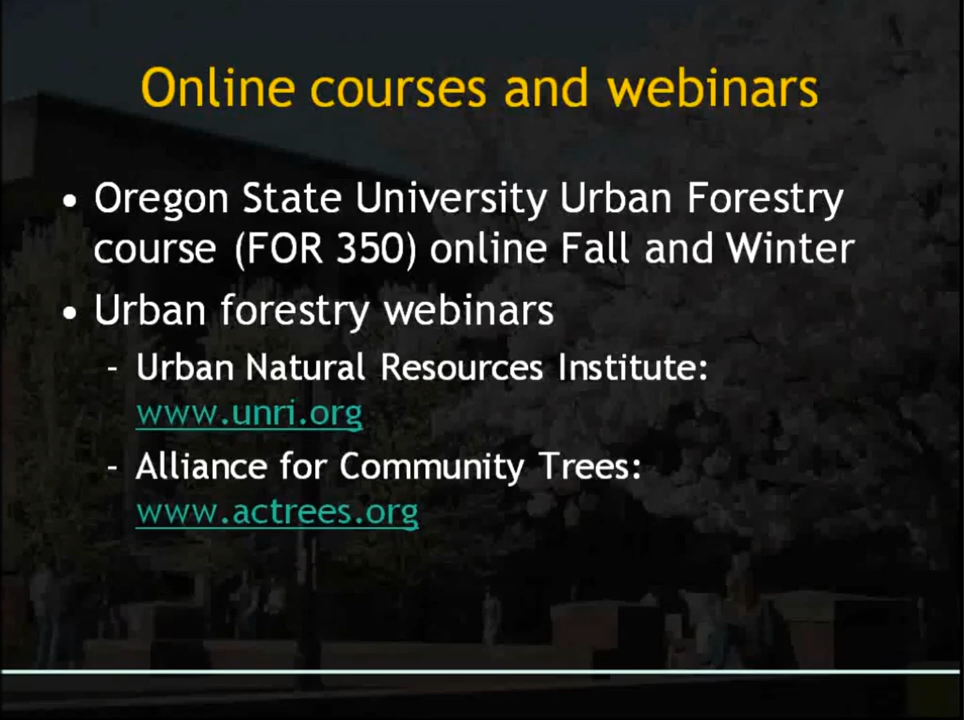 Online courses and webinars
• Oregon State University Urban Forestry
course (FOR 350) online Fall and Winter
• Urban forestry webinars
- Urban Natural Resources Institute:
www.unri.org
- Alliance for Community Trees:
www.actrees.org